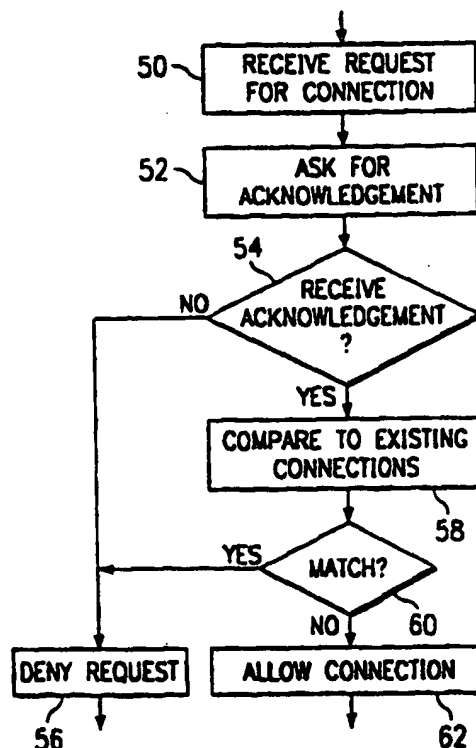 50
RECEIVE REQUEST
FOR CONNECTION
52
ASK FOR
ACKNOWLEDGEMENT
54
NO
RECEIVE
ACKNOWLEDGEMENT
?
YES
COMPARE TO EXISTING
CONNECTIONS
58
YES
MATCH?
60
NO
DENY REQUEST
ALLOW CONNECTION
56
62